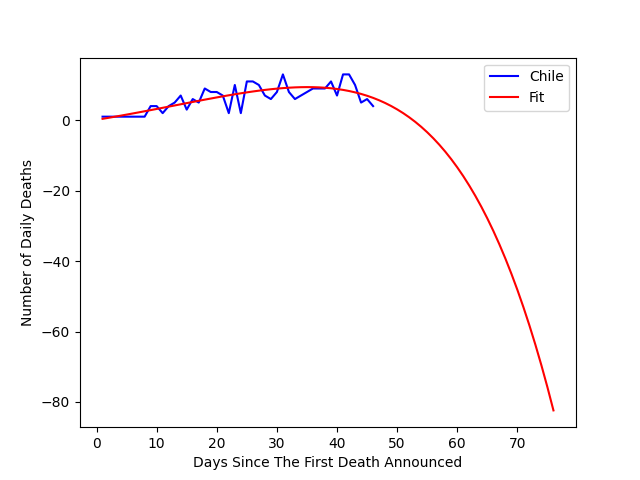 Chile
Fit
0
−20
−40
−60
−80
Number of Daily Deaths
0 10 20 30 40 50 60 70
Days Since The First Death Announced